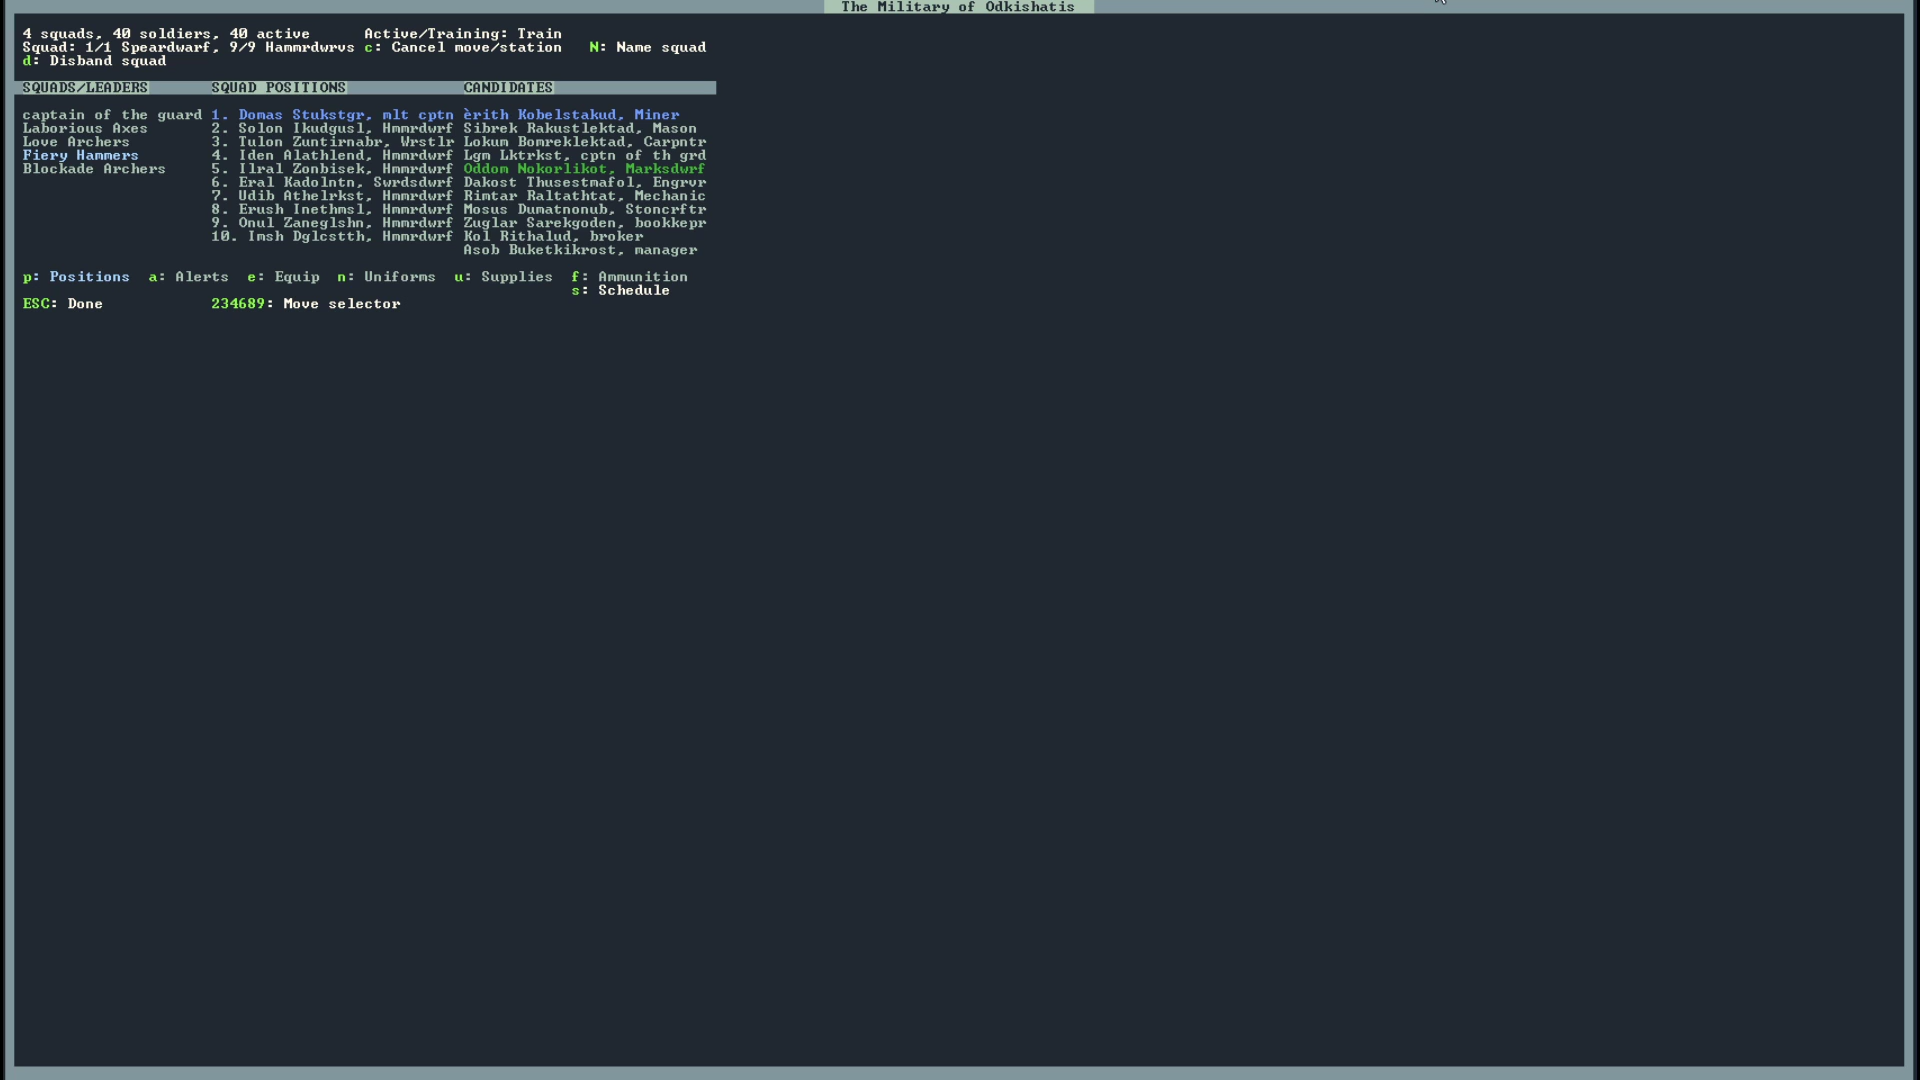 The Military of Odkishatis
4 squads, 40 soldiers, 40 active Active/Training: Train
Squad: 1/1 Speardwarf, 9/9 Hammrdwrvs c: Cancel move/station N: Name squad
d: Disband squad
SQUADS/LEADERS SQUAD POSITIONS CANDIDATES
captain of the guard 1. Domas Stukstgr, mlt cptn èrith Kobelstakud, Miner
Laborious Axes 2. Solon Ikudgusl, Hmmrdwrf Sibrek Rakustlektad, Mason
Love Archers 3. Tulon Zuntirnabr, Wrstlr Lokum Bomreklektad, Carpntr
Fiery Hammers 4. Iden Alathlend, Hmmrdwrf Lgm Lktrkst, cptn of th grd
Blockade Archers 5. Ilral Zonbisek, Hmmrdwrf Oddom Nokorlikot, Marksdwrf
6. Eral Kadolntn, Swrdsdwrf Dakost Thusestmafol, Engrvr
7. Udib Athelrkst, Hmmrdwrf Rimtar Raltathtat, Mechanic
8. Erush Inethmsl, Hmmrdwrf Mosus Dumatnonub, Stoncrftr
9. Onul Zaneglshn, Hmmrdwrf Zuglar Sarekgoden, bookkepr
10. Imsh Dglcstth, Hmmrdwrf Kol Rithalud, broker
Asob Buketkikrost, manager
p: Positions a: Alerts e: Equip n: Uniforms u: Supplies f: Ammunition
s: Schedule
ESC: Done 234689: Move selector